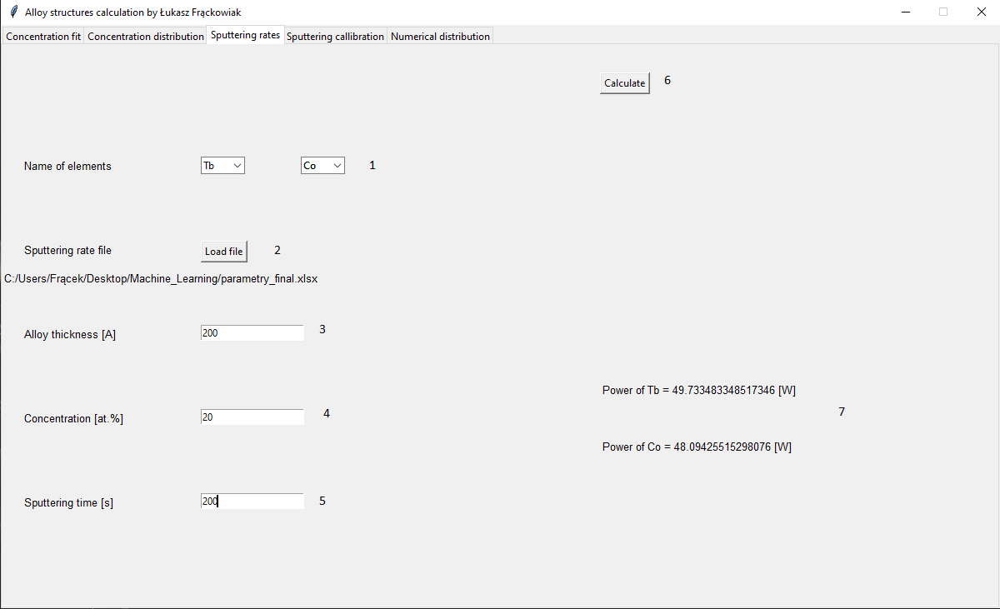 Alloy structures calculation by Łukasz Frąckowiak
Concentration fit Concentration distribution Sputtering rates Sputtering callibration Numerical distribution
Calculate 6
Name of elements Tb Co 1
Sputtering rate file Load file 2
C:/Users/Frącek/Desktop/Machine_Learning/parametry_final.xlsx
Alloy thickness [A] 200 3
Power of Tb = 49.733483348517346 [W]
Concentration [at.%] 20 4 7
Power of Co = 48.09425515298076 [W]
Sputtering time [s] 200 5